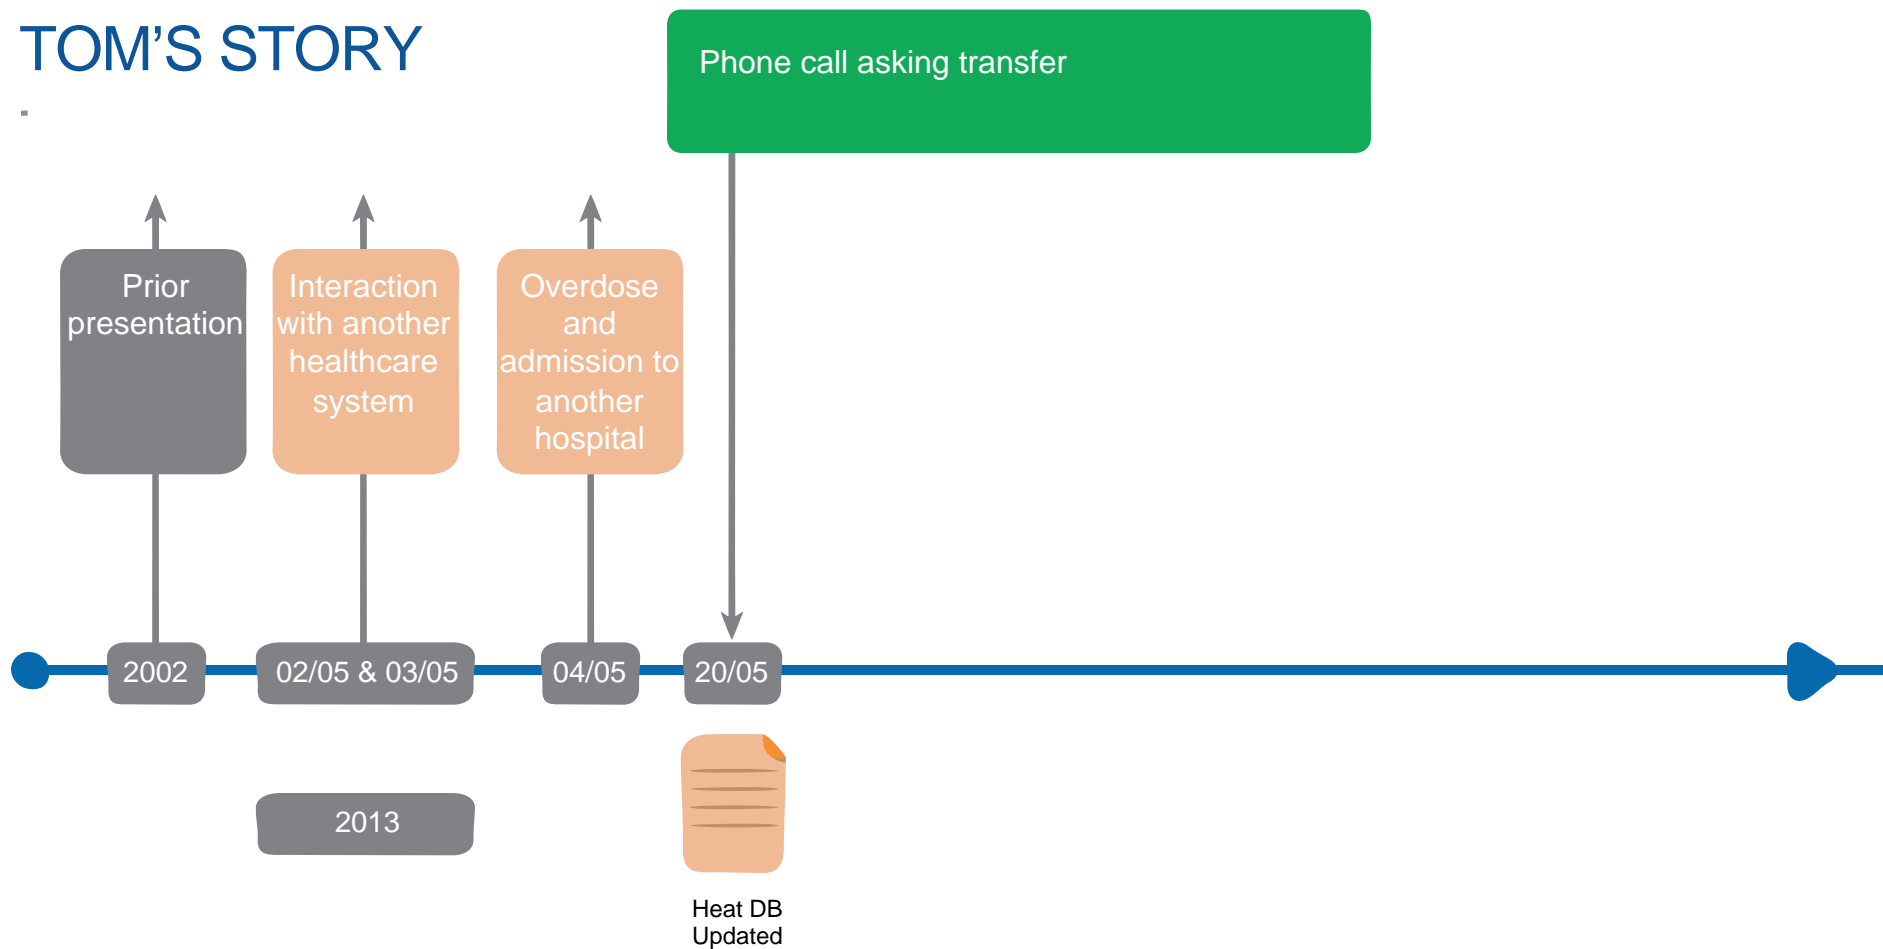 TOM’S STORY
Phone call asking transfer
Prior
presentation
Interaction
with another
healthcare
system
Overdose
and
admission to
another
hospital
2002
02/05 & 03/05
04/05
20/05
2013
Heat DB
Updated